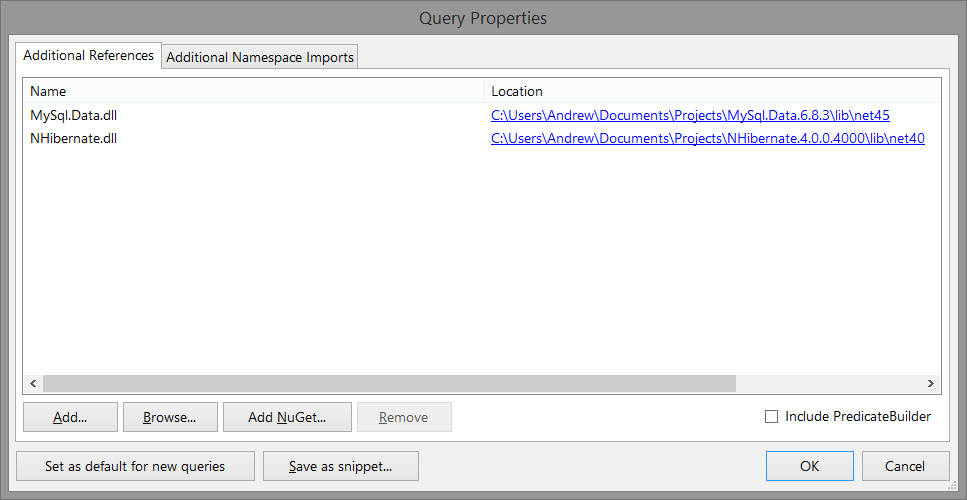 Query Properties
Additional References Additional Namespace Imports
Name Location
MySql.Data.dll C:\Users\Andrew\Documents\Projects\MySql.Data.6.8.3\lib\net45
NHibernate.dll C:\Users\Andrew\Documents\Projects\NHibernate.4.0.0.4000\lib\net40
Add... Browse... Add NuGet... Remove Include PredicateBuilder
Set as default for new queries Save as snippet... OK Cancel